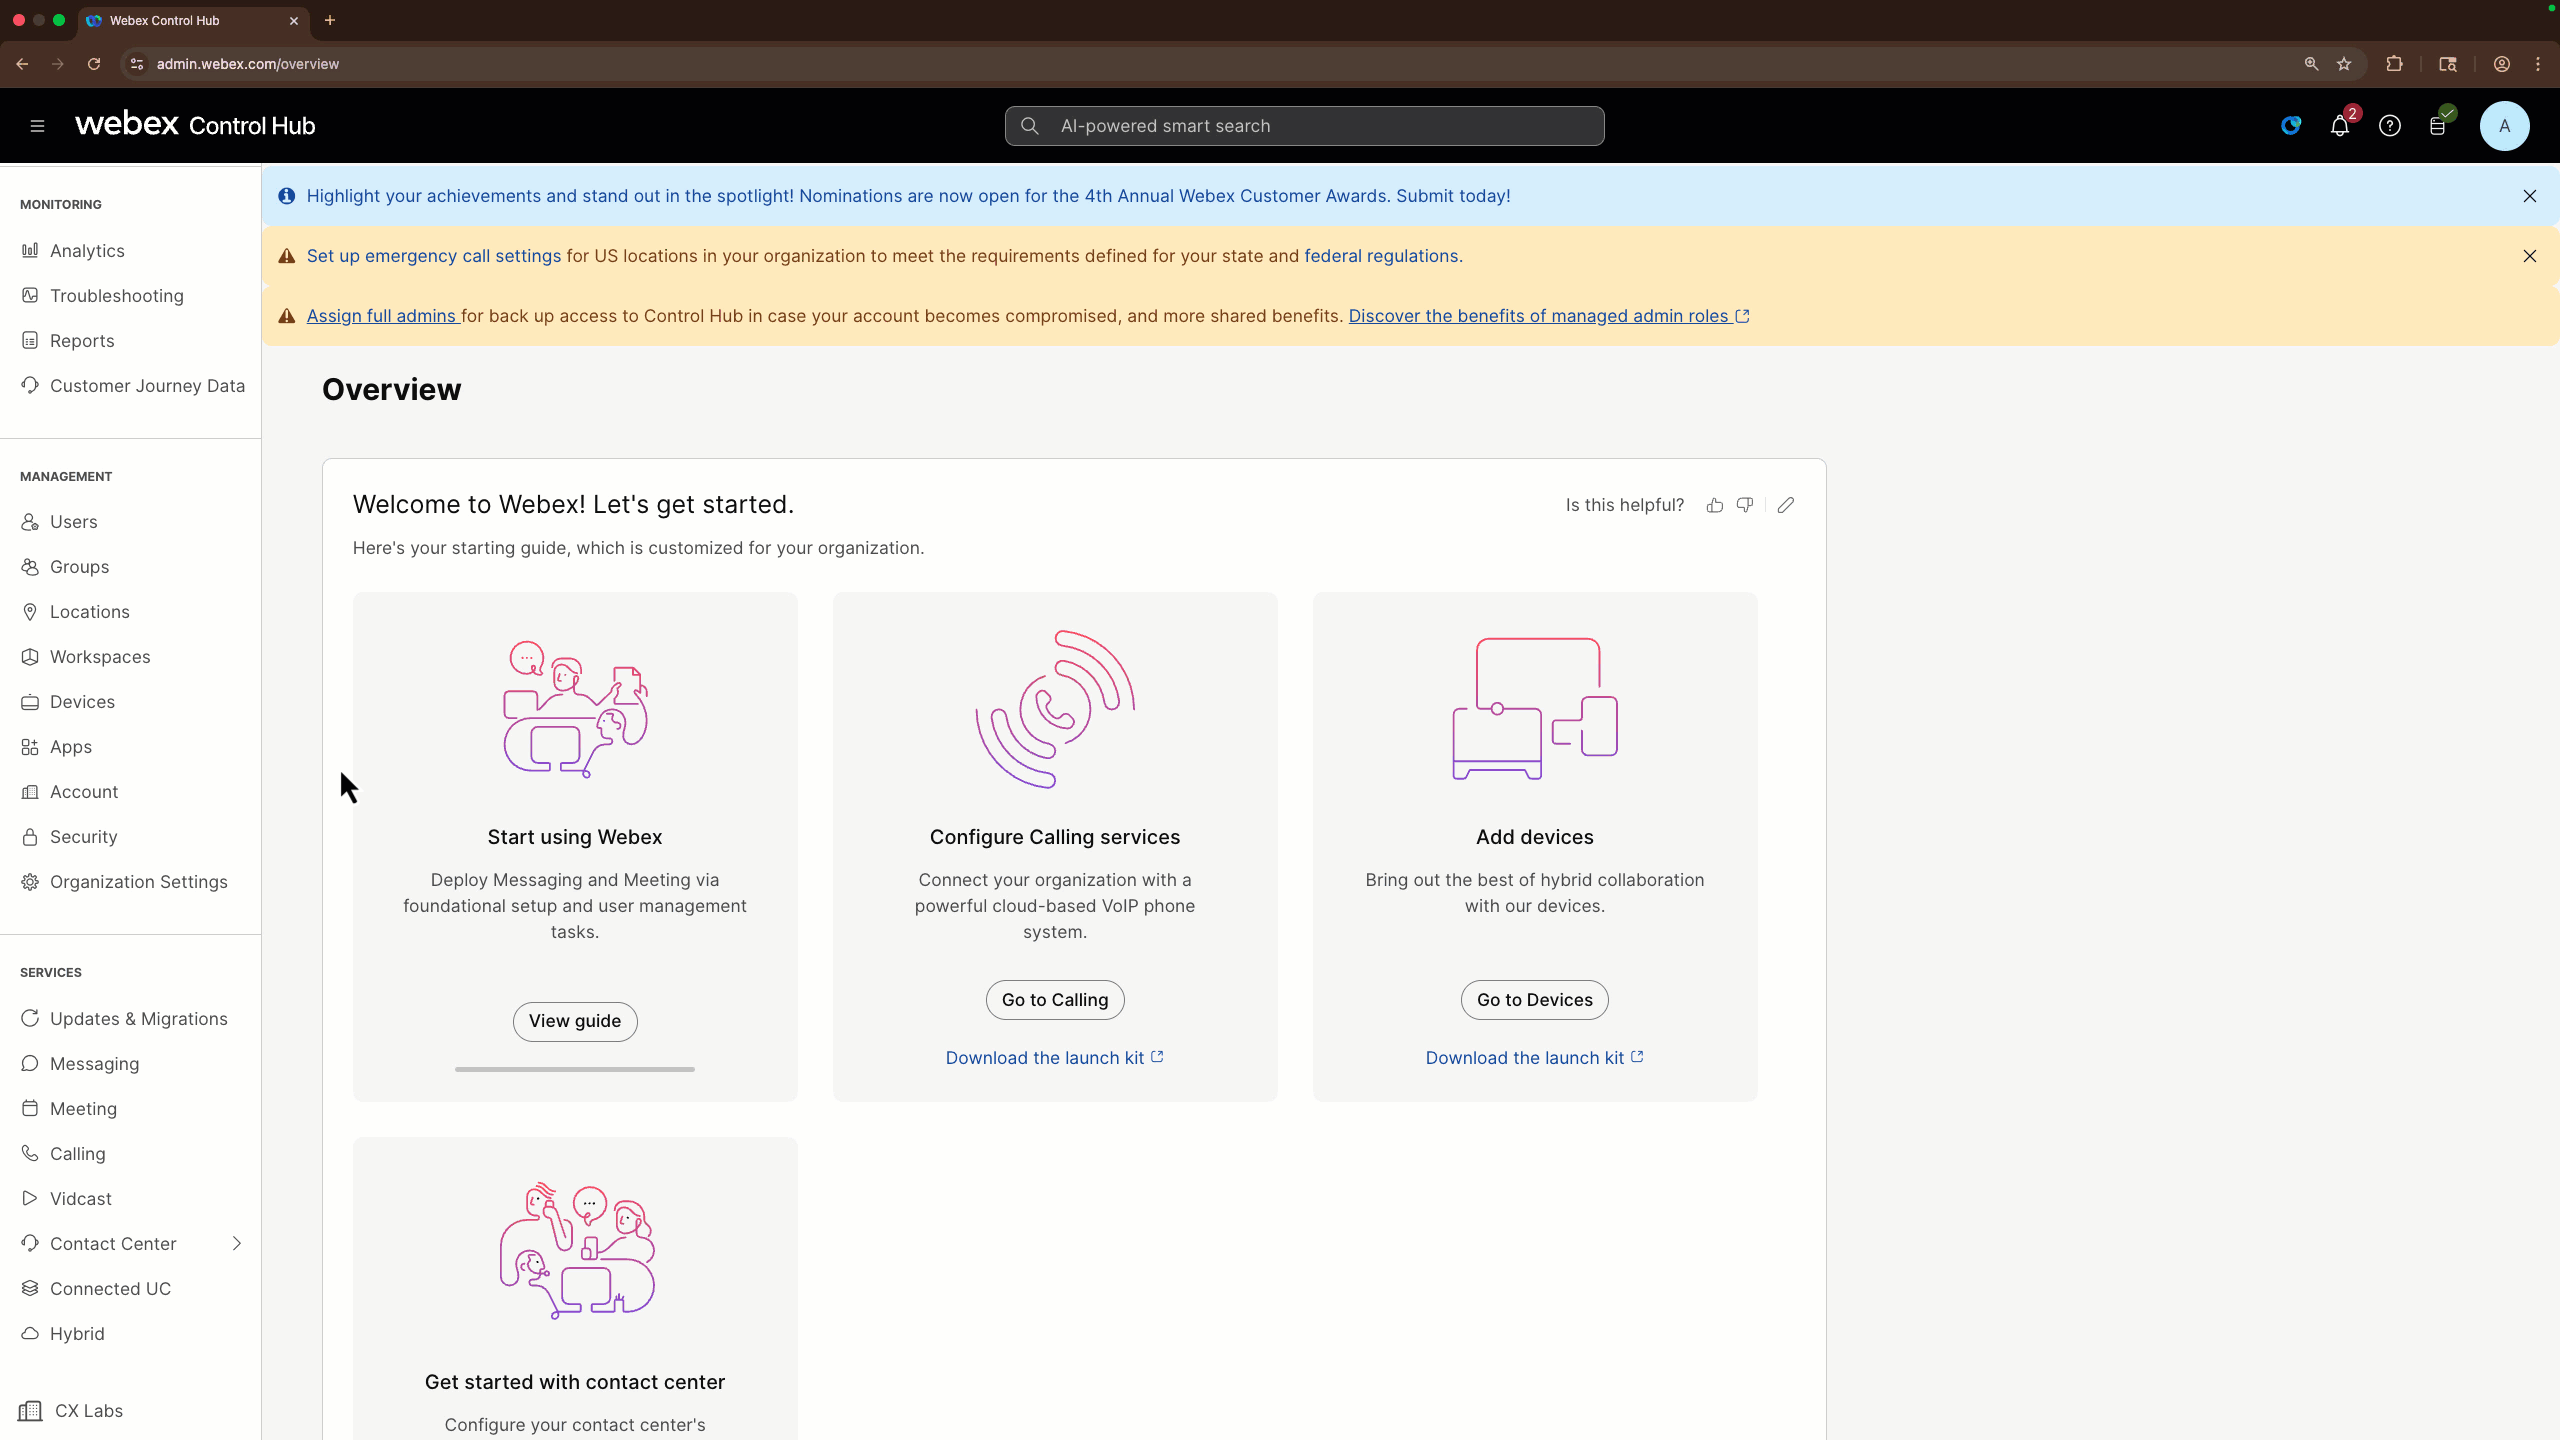 Webex Control Hub
admin.webex.com/overview
webex Control Hub
AI-powered smart search
2
A
MONITORING
Analytics
Troubleshooting
Reports
Customer Journey Data
MANAGEMENT
Users
Groups
Locations
Workspaces
Devices
Apps
Account
Security
Organization Settings
SERVICES
Updates & Migrations
Messaging
Meeting
Calling
Vidcast
Contact Center
Connected UC
Hybrid
CX Labs
Highlight your achievements and stand out in the spotlight! Nominations are now open for the 4th Annual Webex Customer Awards. Submit today!
Set up emergency call settings for US locations in your organization to meet the requirements defined for your state and federal regulations.
Assign full admins for back up access to Control Hub in case your account becomes compromised, and more shared benefits. Discover the benefits of managed admin roles
Overview
Welcome to Webex! Let's get started.
Is this helpful?
Here's your starting guide, which is customized for your organization.
Start using Webex
Deploy Messaging and Meeting via
foundational setup and user management
tasks.
View guide
Configure Calling services
Connect your organization with a
powerful cloud-based VoIP phone
system.
Go to Calling
Download the launch kit
Add devices
Bring out the best of hybrid collaboration
with our devices.
Go to Devices
Download the launch kit
Get started with contact center
Configure your contact center's